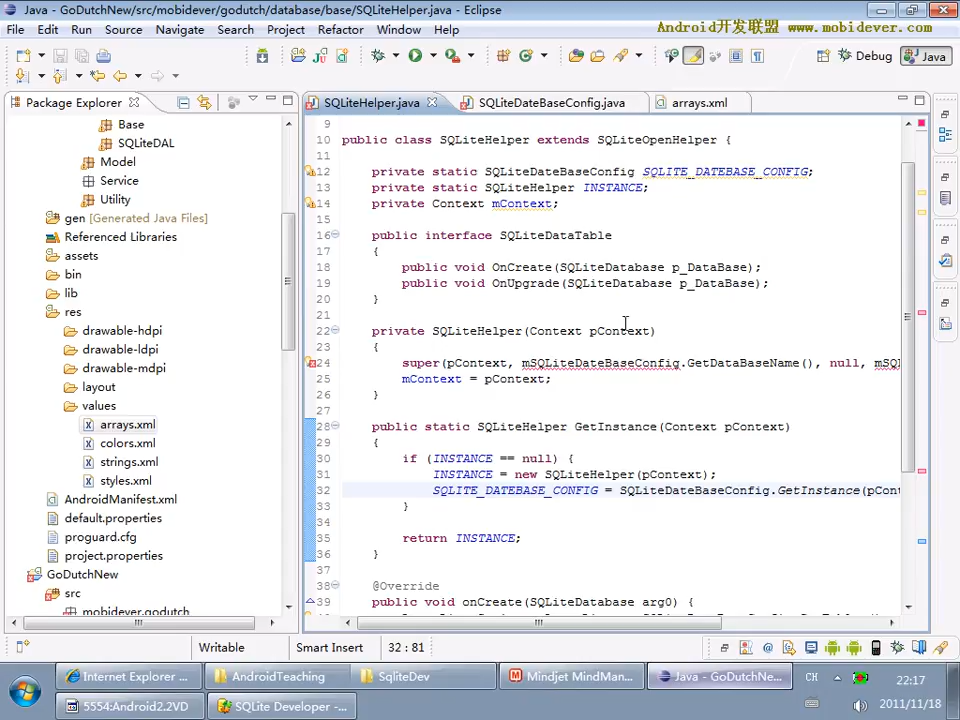 Java - GoDutchNew/src/mobidever/godutch/database/base/SQLiteHelper.java - Eclipse
File Edit Run Source Navigate Search Project Refactor Window Help
Android开发联盟 www.mobidever.com
Debug Java
Package Explorer
SQLiteHelper.java SQLiteDateBaseConfig.java arrays.xml
Base
SQLiteDAL
Model
Service
Utility
gen [Generated Java Files]
Referenced Libraries
assets
bin
lib
res
drawable-hdpi
drawable-ldpi
drawable-mdpi
layout
values
arrays.xml
colors.xml
strings.xml
styles.xml
AndroidManifest.xml
default.properties
proguard.cfg
project.properties
GoDutchNew
src
mobidever.godutch
9
10 public class SQLiteHelper extends SQLiteOpenHelper {
11
12 private static SQLiteDateBaseConfig SQLITE_DATEBASE_CONFIG;
13 private static SQLiteHelper INSTANCE;
14 private Context mContext;
15
16 public interface SQLiteDataTable
17 {
18 public void OnCreate(SQLiteDatabase p_DataBase);
19 public void OnUpgrade(SQLiteDatabase p_DataBase);
20 }
21
22 private SQLiteHelper(Context pContext)
23 {
24 super(pContext, mSQLiteDateBaseConfig.GetDataBaseName(), null, mSQ
25 mContext = pContext;
26 }
27
28 public static SQLiteHelper GetInstance(Context pContext)
29 {
30 if (INSTANCE == null) {
31 INSTANCE = new SQLiteHelper(pContext);
32 SQLITE_DATEBASE_CONFIG = SQLiteDateBaseConfig.GetInstance(pCont
33 }
34
35 return INSTANCE;
36 }
37
38 @Override
39 public void onCreate(SQLiteDatabase arg0) {
Writable Smart Insert 32 : 81
Internet Explorer ... AndroidTeaching SqliteDev Mindjet MindMan... Java - GoDutchNe... CH 22:17
5554:Android2.2VD SQLite Developer - ... 2011/11/18